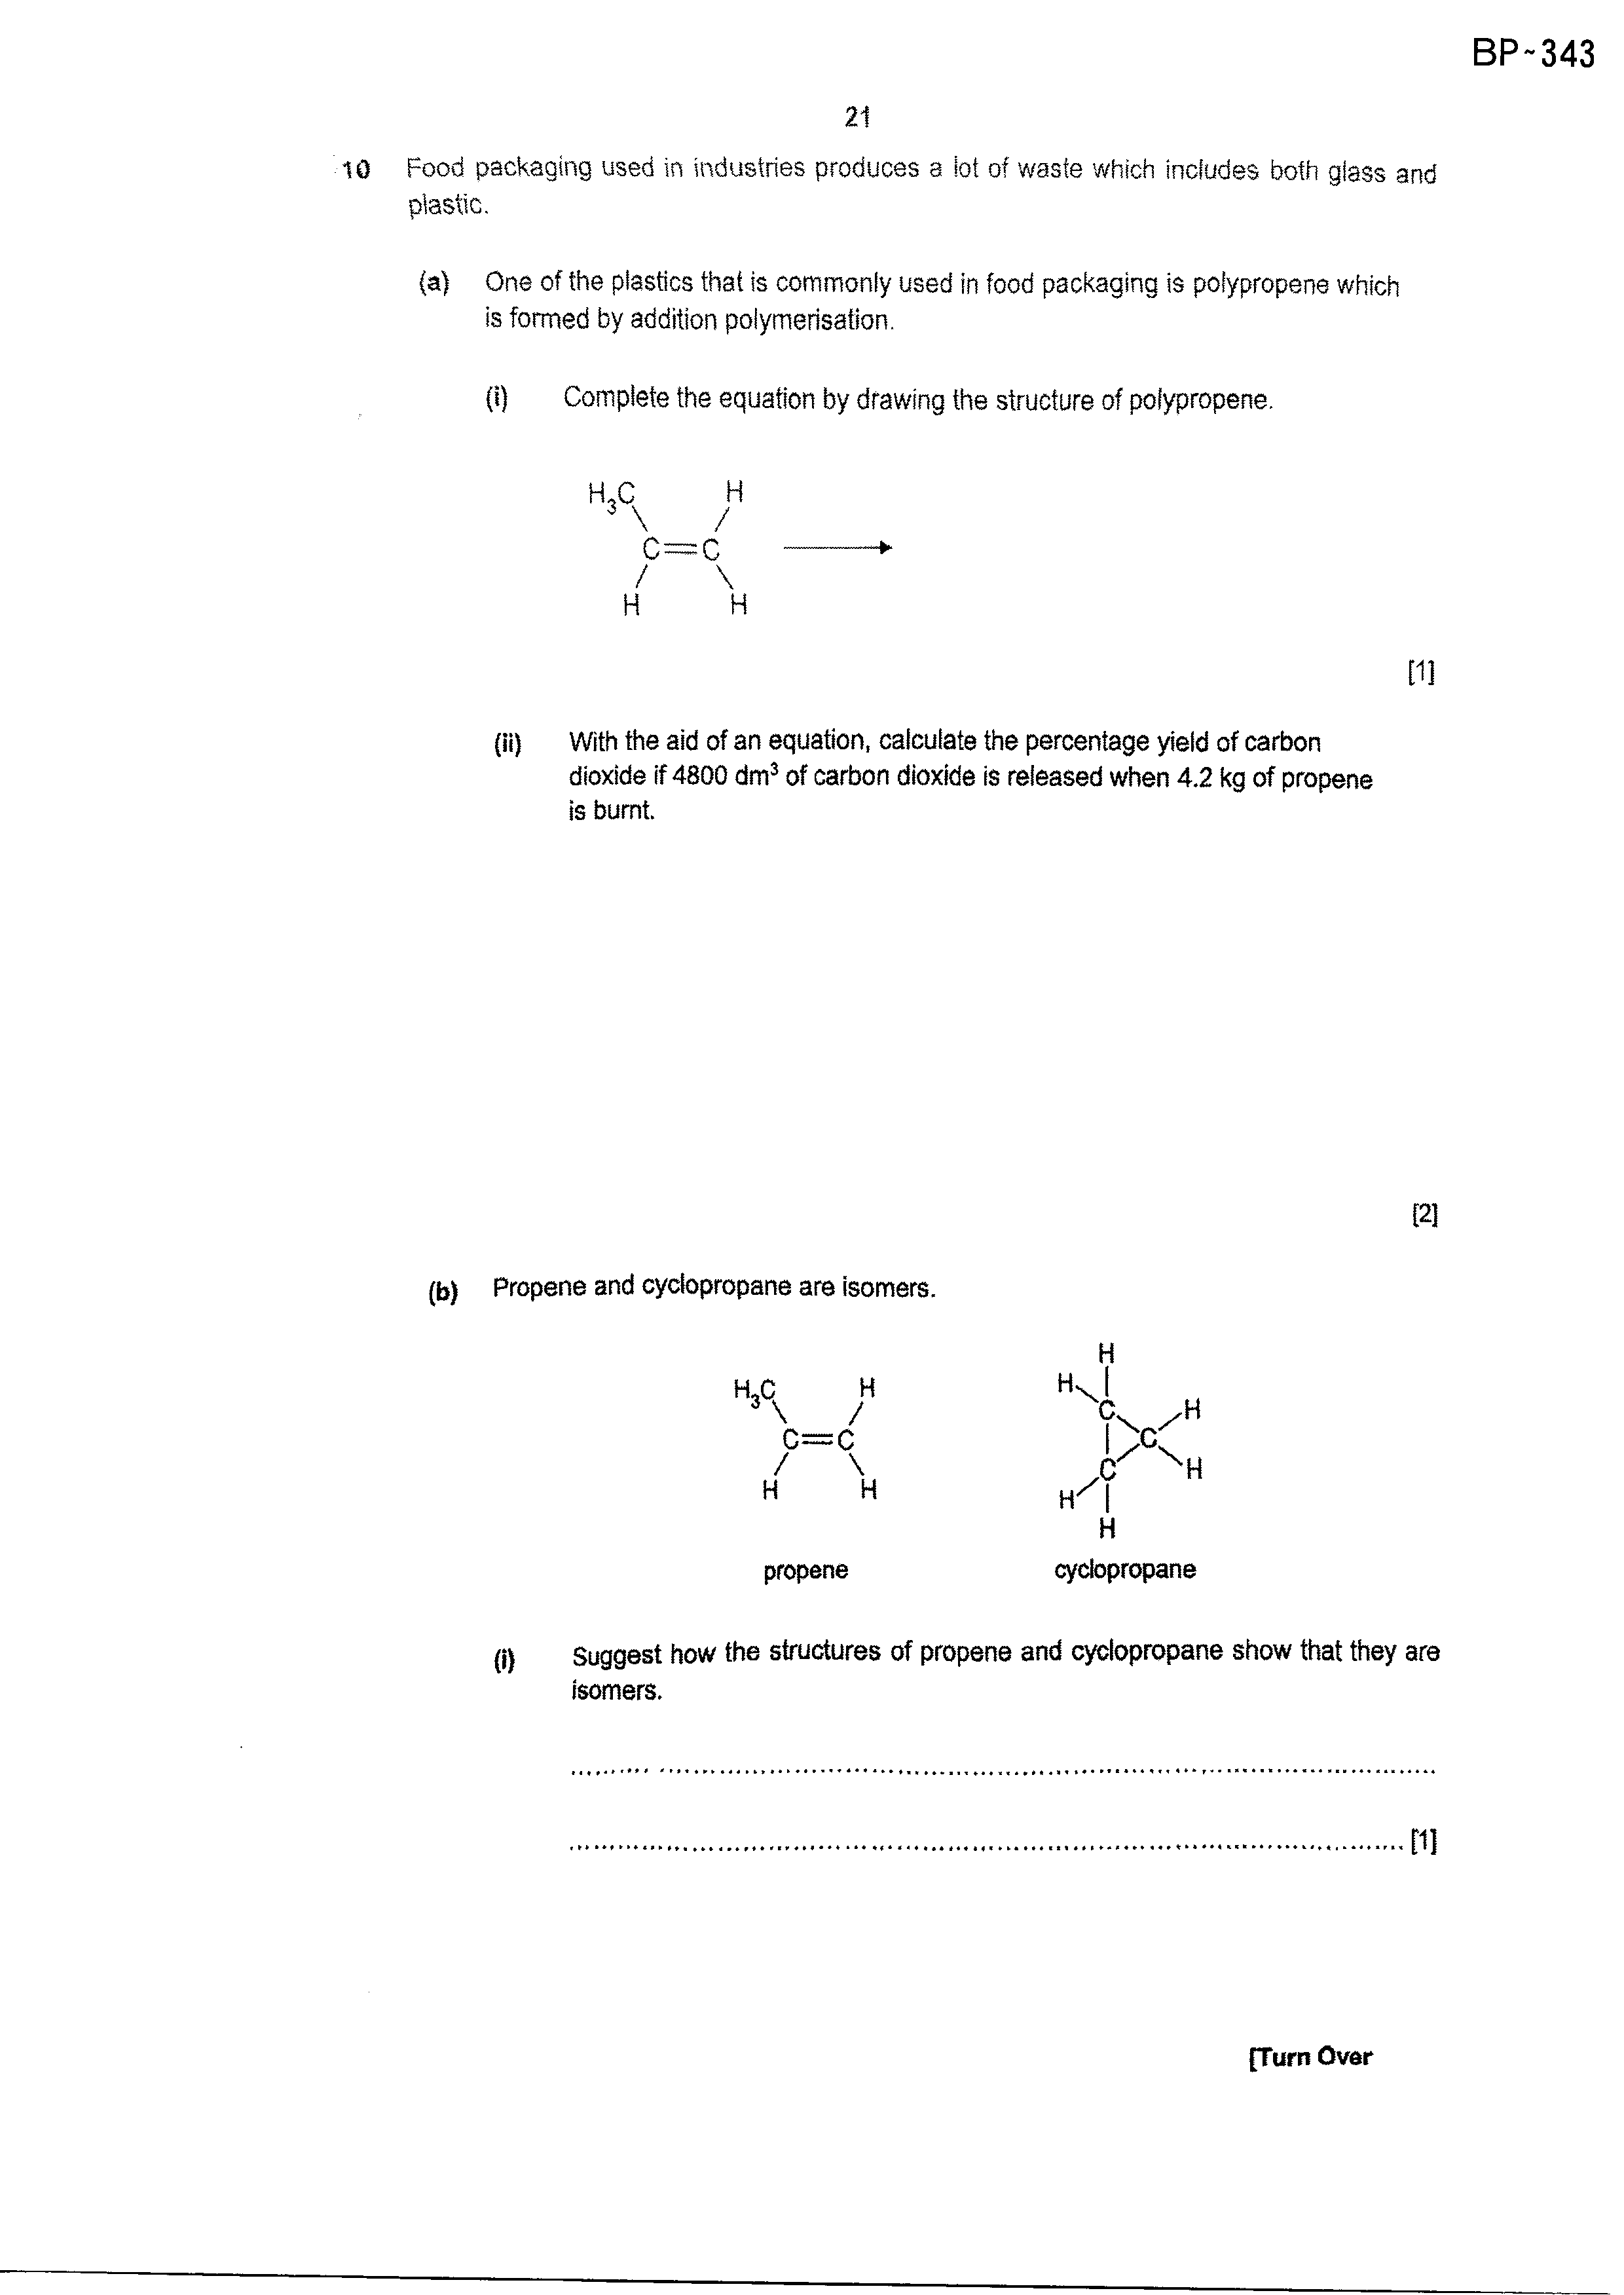 BP~343
21
10 Food packaging used in industries produces a lot of waste which includes both glass and
plastic.
(a) One of the plastics that is commonly used in food packaging is polypropene which
is formed by addition polymerisation.
(i) Complete the equation by drawing the structure of polypropene.
H3C H
C=C
H H
[1]
(ii) With the aid of an equation, calculate the percentage yield of carbon
dioxide if 4800 dm³ of carbon dioxide is released when 4.2 kg of propene
is burnt.
[2]
(b) Propene and cyclopropane are isomers.
H3C H
C=C
H H
H
H
C H
C
C H
H
H
propene cyclopropane
(i) Suggest how the structures of propene and cyclopropane show that they are
isomers.
[1]
[Turn Over